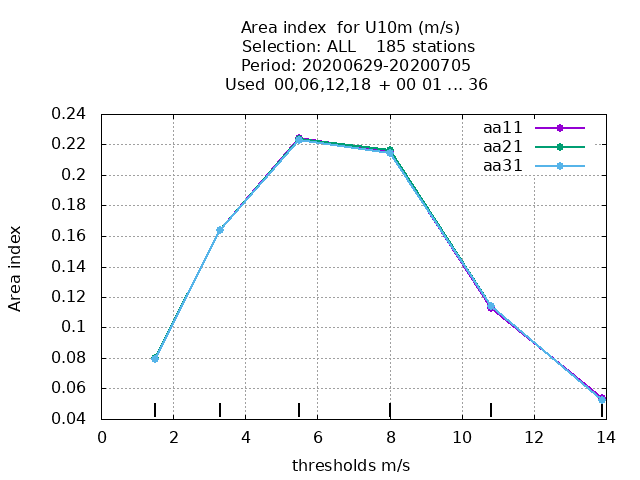 Area index  for U10m (m/s)
Selection: ALL    185 stations
Period: 20200629-20200705
Used  00,06,12,18  + 00 01 ... 36
aa11
aa21
aa31
0.24
0.22
0.2
0.18
0.16
0.14
0.12
0.1
0.08
0.06
0.04
Area index
0 2 4 6 8 10 12 14
thresholds m/s